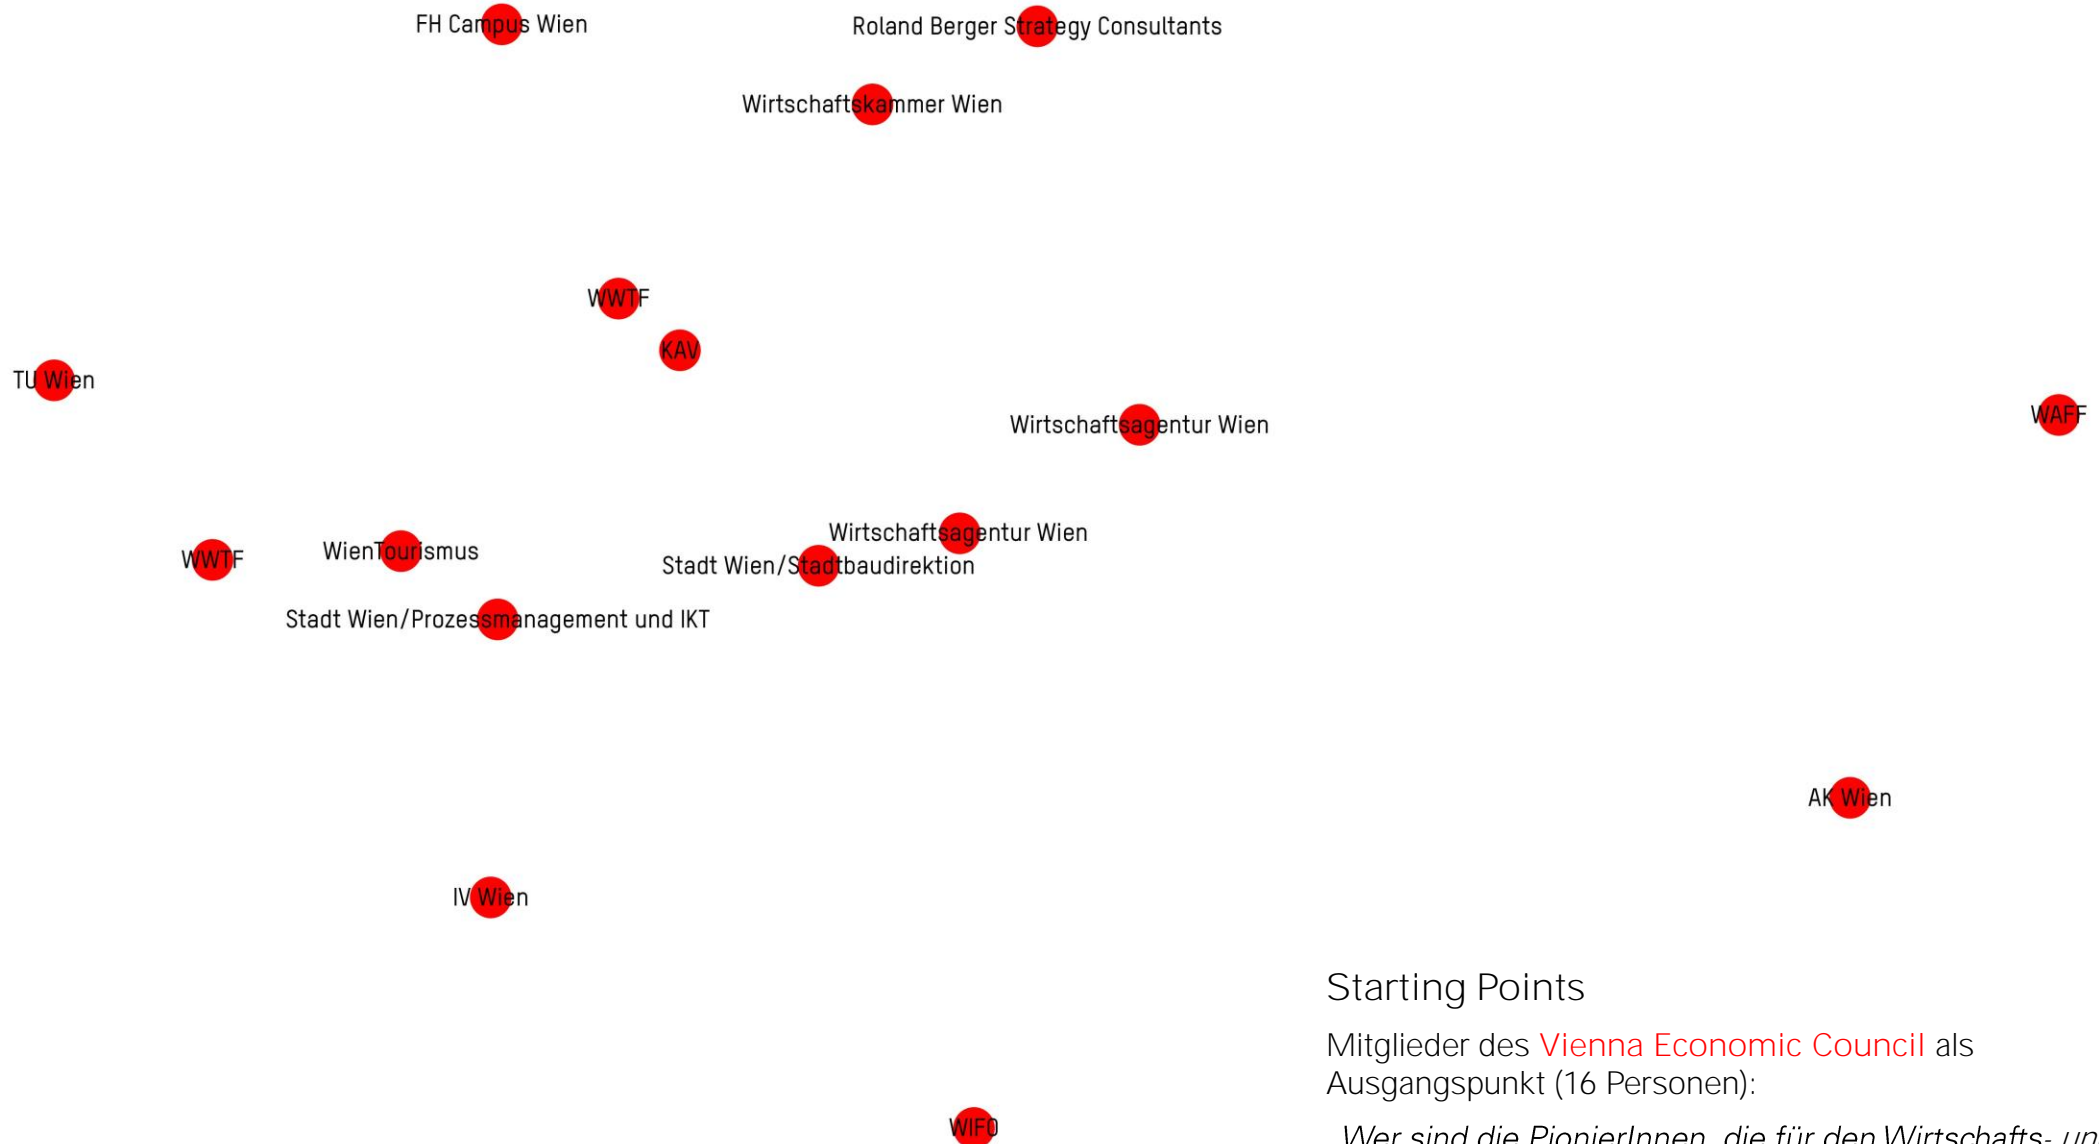 FH Campus Wien
Roland Berger Strategy Consultants
Wirtschaftskammer Wien
WWTF
KAV
TU Wien
WAFF
Wirtschaftsagentur Wien
Wirtschaftsagentur Wien
WWTF
WienTourismus
Stadt Wien/Stadtbaudirektion
Stadt Wien/Prozessmanagement und IKT
AK Wien
IV Wien
WIFO
Starting Points
Mitglieder des Vienna Economic Council als
Ausgangspunkt (16 Personen):
Wer sind die PionierInnen, die für den Wirtschafts- un